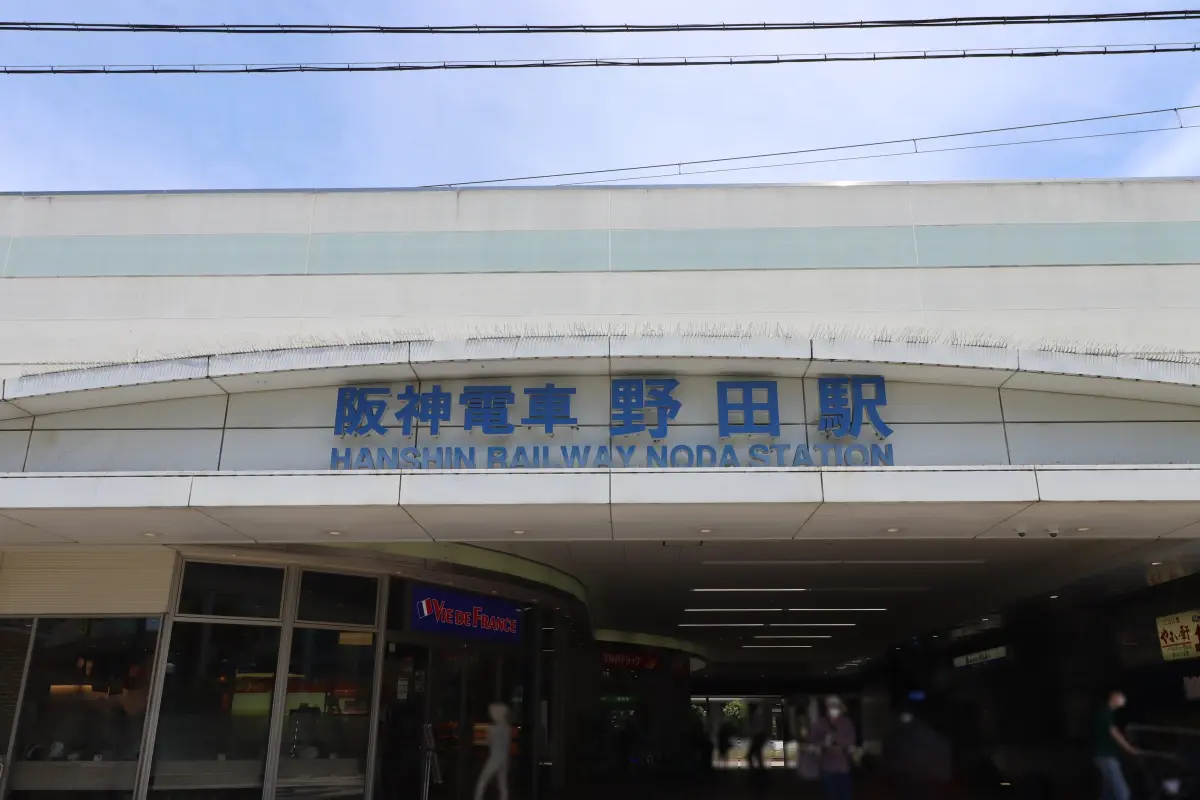 阪神電車 野田駅
HANSHIN RAILWAY NODA STATION
VIE DE FRANCE